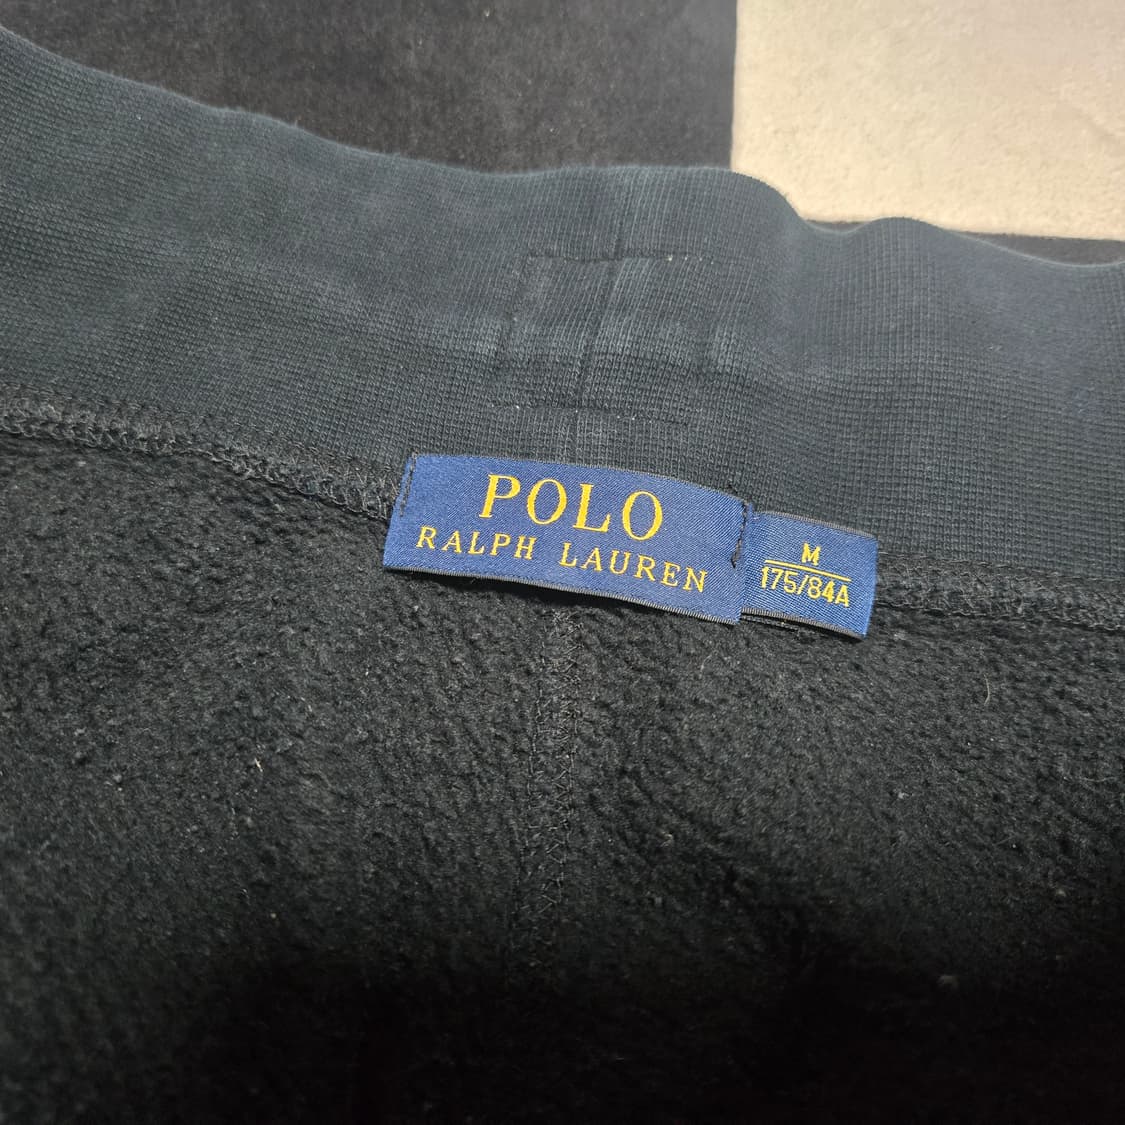 POLO
RALPH LAUREN
M
175/84A